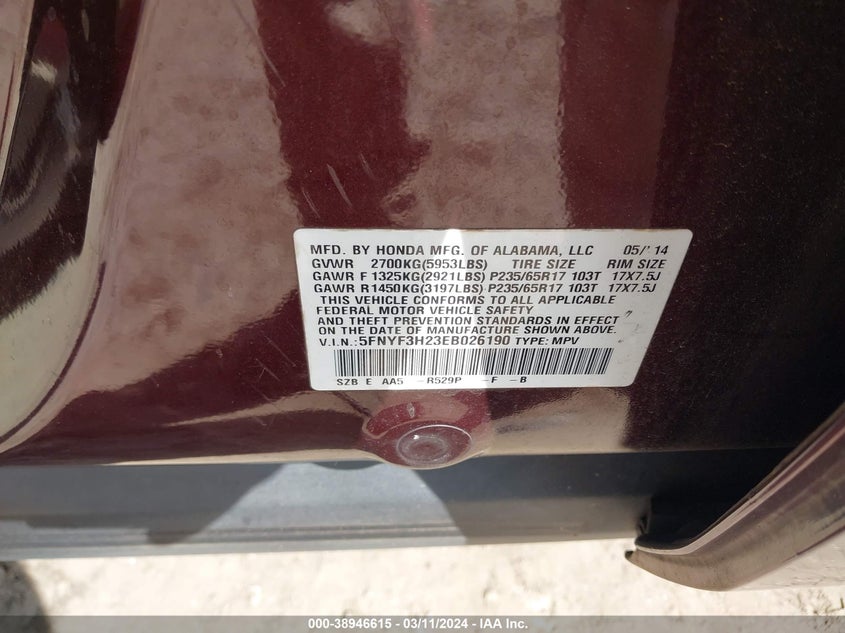 MFD. BY HONDA MFG. OF ALABAMA, LLC 05/'14
GVWR 2700KG(5953LBS) TIRE SIZE RIM SIZE
GAWR F 1325KG(2921LBS) P235/65R17 103T 17X7.5J
GAWR R1450KG(3197LBS) P235/65R17 103T 17X7.5J
THIS VEHICLE CONFORMS TO ALL APPLICABLE
FEDERAL MOTOR VEHICLE SAFETY
AND THEFT PREVENTION STANDARDS IN EFFECT
ON THE DATE OF MANUFACTURE SHOWN ABOVE.
V.I.N.: 5FNYF3H23EB026190 TYPE: MPV
SZB E AA5 -R529P -F -B
000-38946615 - 03/11/2024 - IAA Inc.